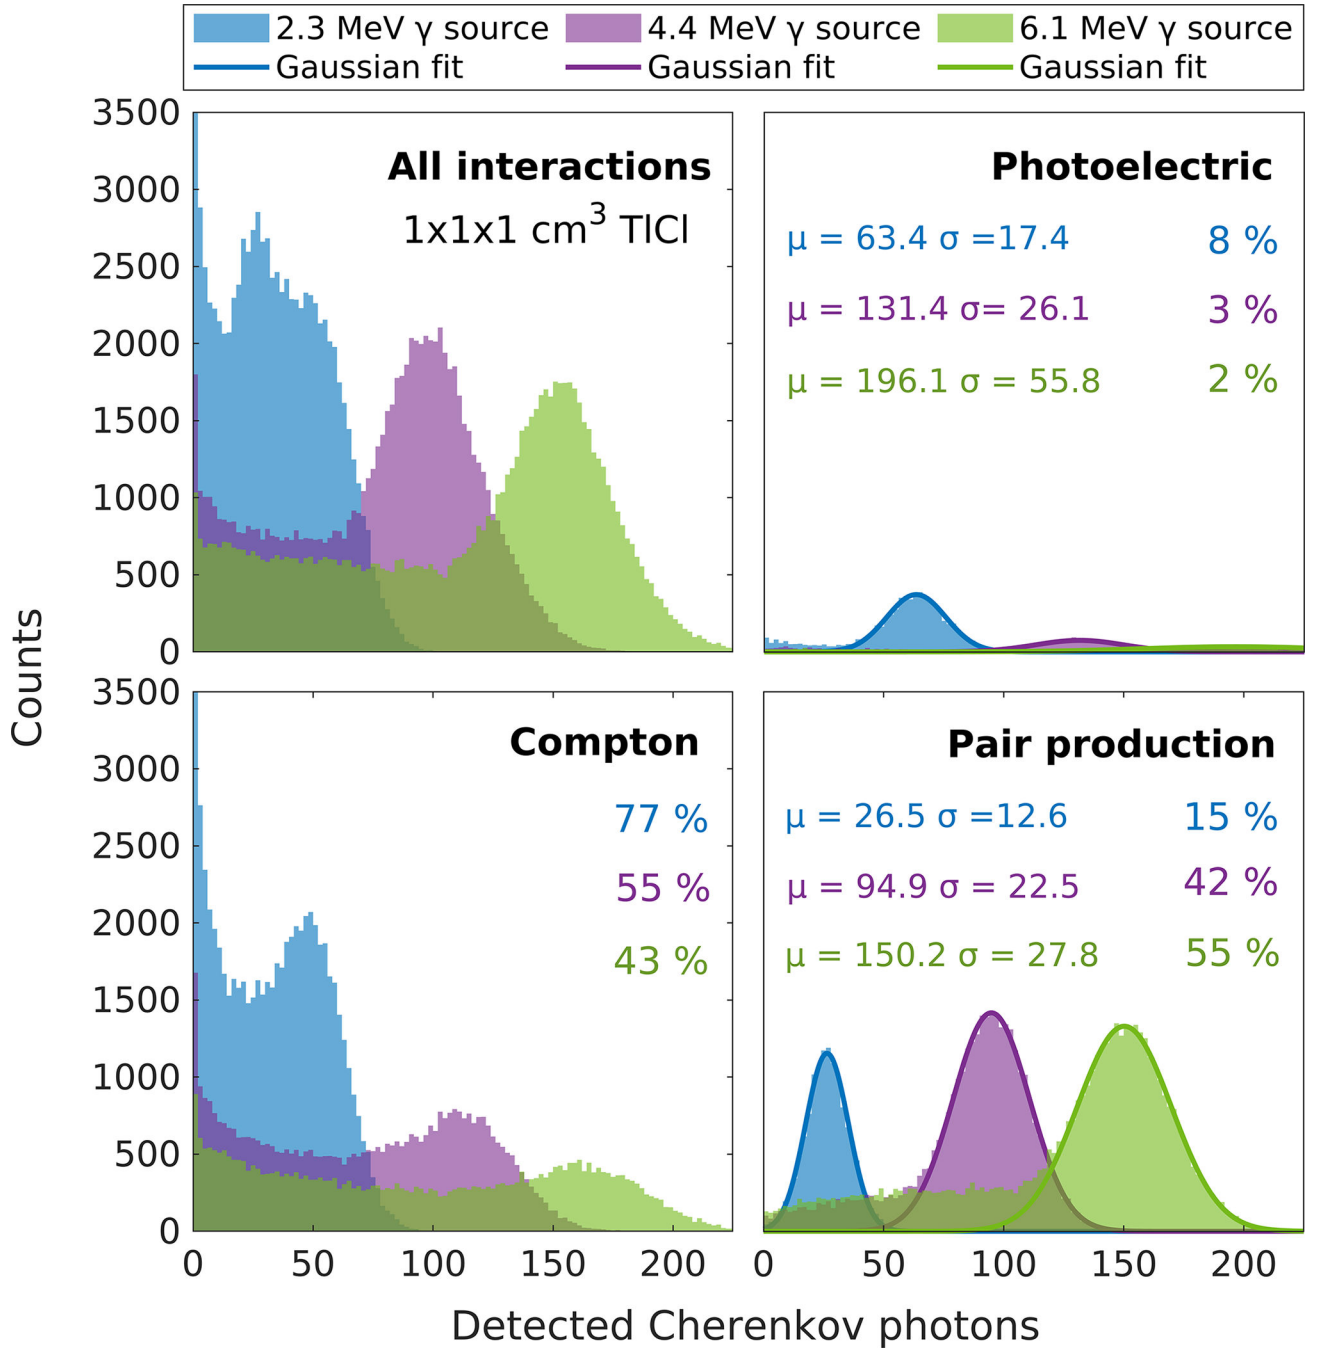 2.3 MeV γ source 4.4 MeV γ source 6.1 MeV γ source
Gaussian fit Gaussian fit Gaussian fit
3500
3000
2500
2000
1500
1000
500
0
All interactions
1x1x1 cm³ TlCl
Photoelectric
μ = 63.4 σ =17.4 8 %
μ = 131.4 σ= 26.1 3 %
μ = 196.1 σ = 55.8 2 %
Counts
3500
3000
2500
2000
1500
1000
500
0
Compton
77 %
55 %
43 %
0 50 100 150 200
Pair production
μ = 26.5 σ =12.6 15 %
μ = 94.9 σ = 22.5 42 %
μ = 150.2 σ = 27.8 55 %
0 50 100 150 200
Detected Cherenkov photons